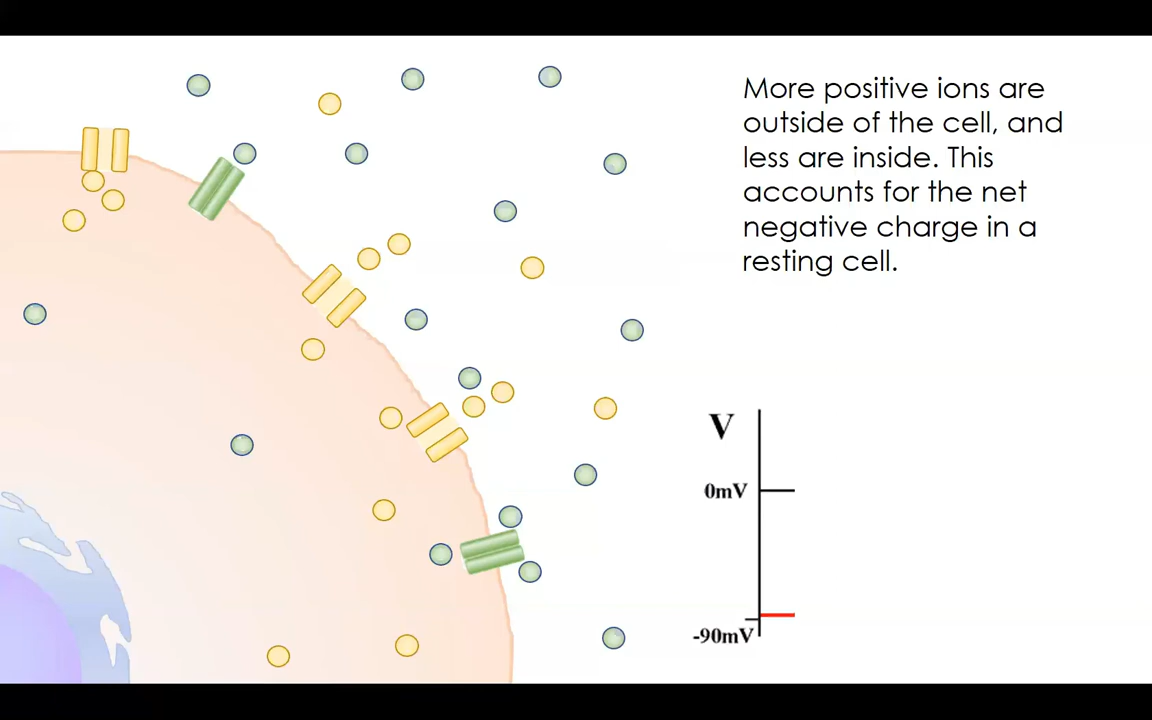 More positive ions are
outside of the cell, and
less are inside. This
accounts for the net
negative charge in a
resting cell.
V
0mV
-90mV